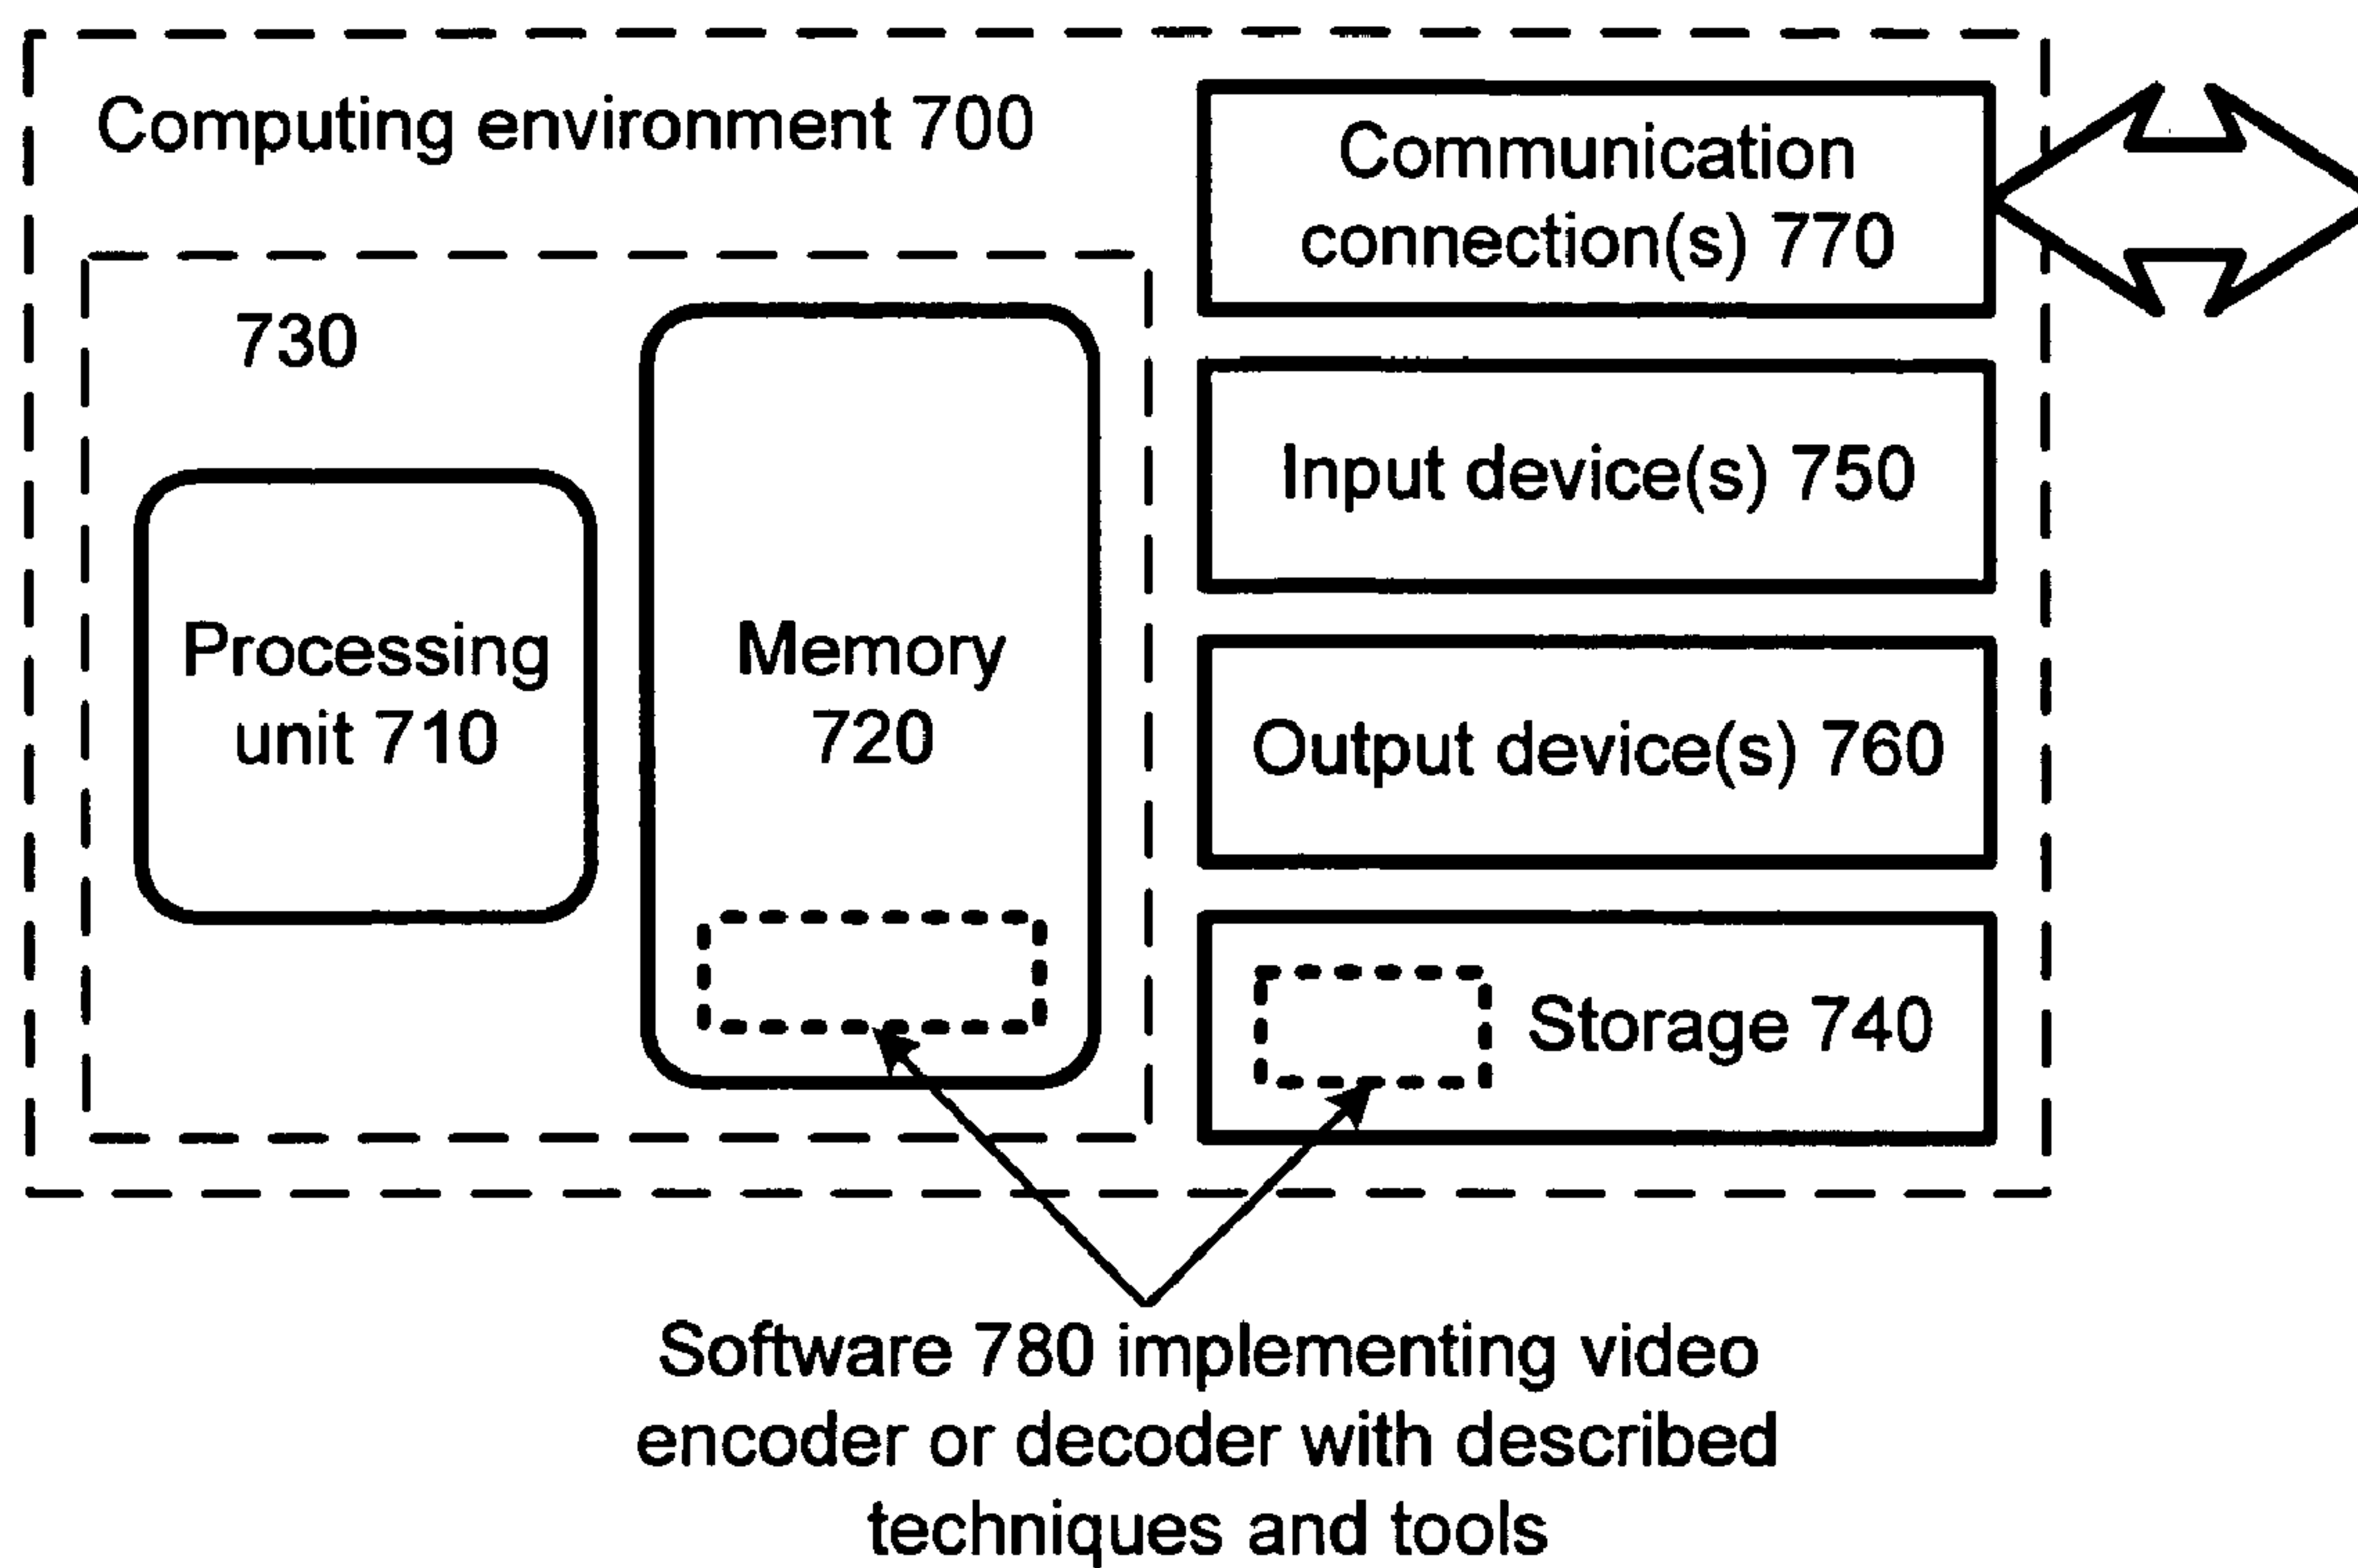 Computing environment 700
Communication
connection(s) 770
730
Input device(s) 750
Processing
unit 710
Memory
720
Output device(s) 760
Storage 740
Software 780 implementing video
encoder or decoder with described
techniques and tools